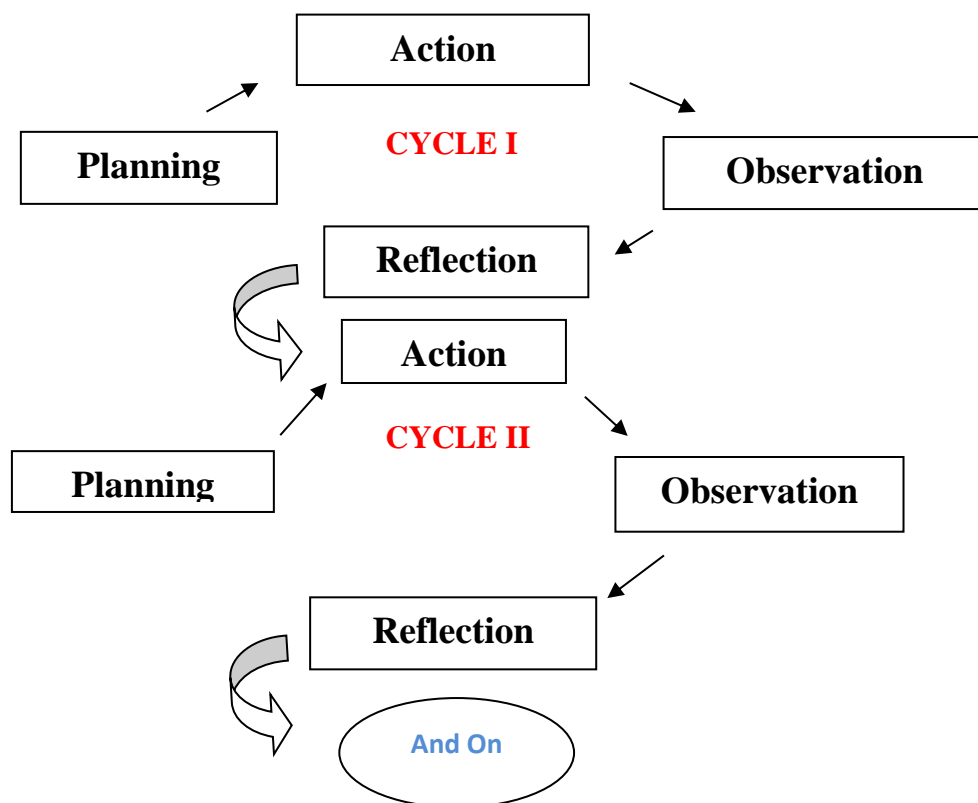 Action
CYCLE I
Planning
Observation
Reflection
Action
CYCLE II
Planning
Observation
Reflection
And On